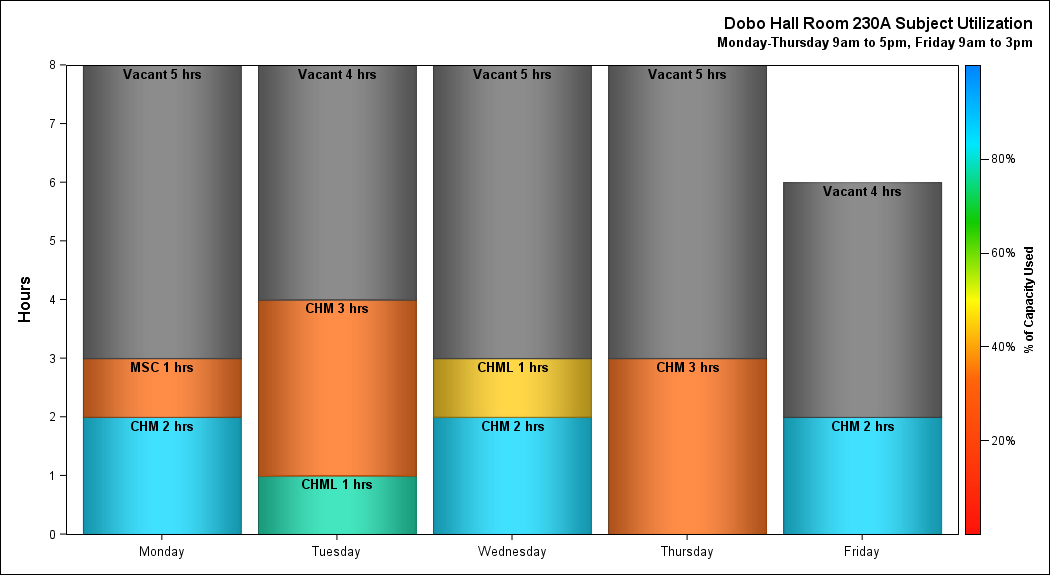 Dobo Hall Room 230A Subject Utilization
Monday-Thursday 9am to 5pm, Friday 9am to 3pm
8
7
6
5
4
3
2
1
0
Hours
Vacant 5 hrs
MSC 1 hrs
CHM 2 hrs
Vacant 4 hrs
CHM 3 hrs
CHML 1 hrs
Vacant 5 hrs
CHML 1 hrs
CHM 2 hrs
Vacant 5 hrs
CHM 3 hrs
Vacant 4 hrs
CHM 2 hrs
Monday
Tuesday
Wednesday
Thursday
Friday
80%
60%
40%
20%
% of Capacity Used